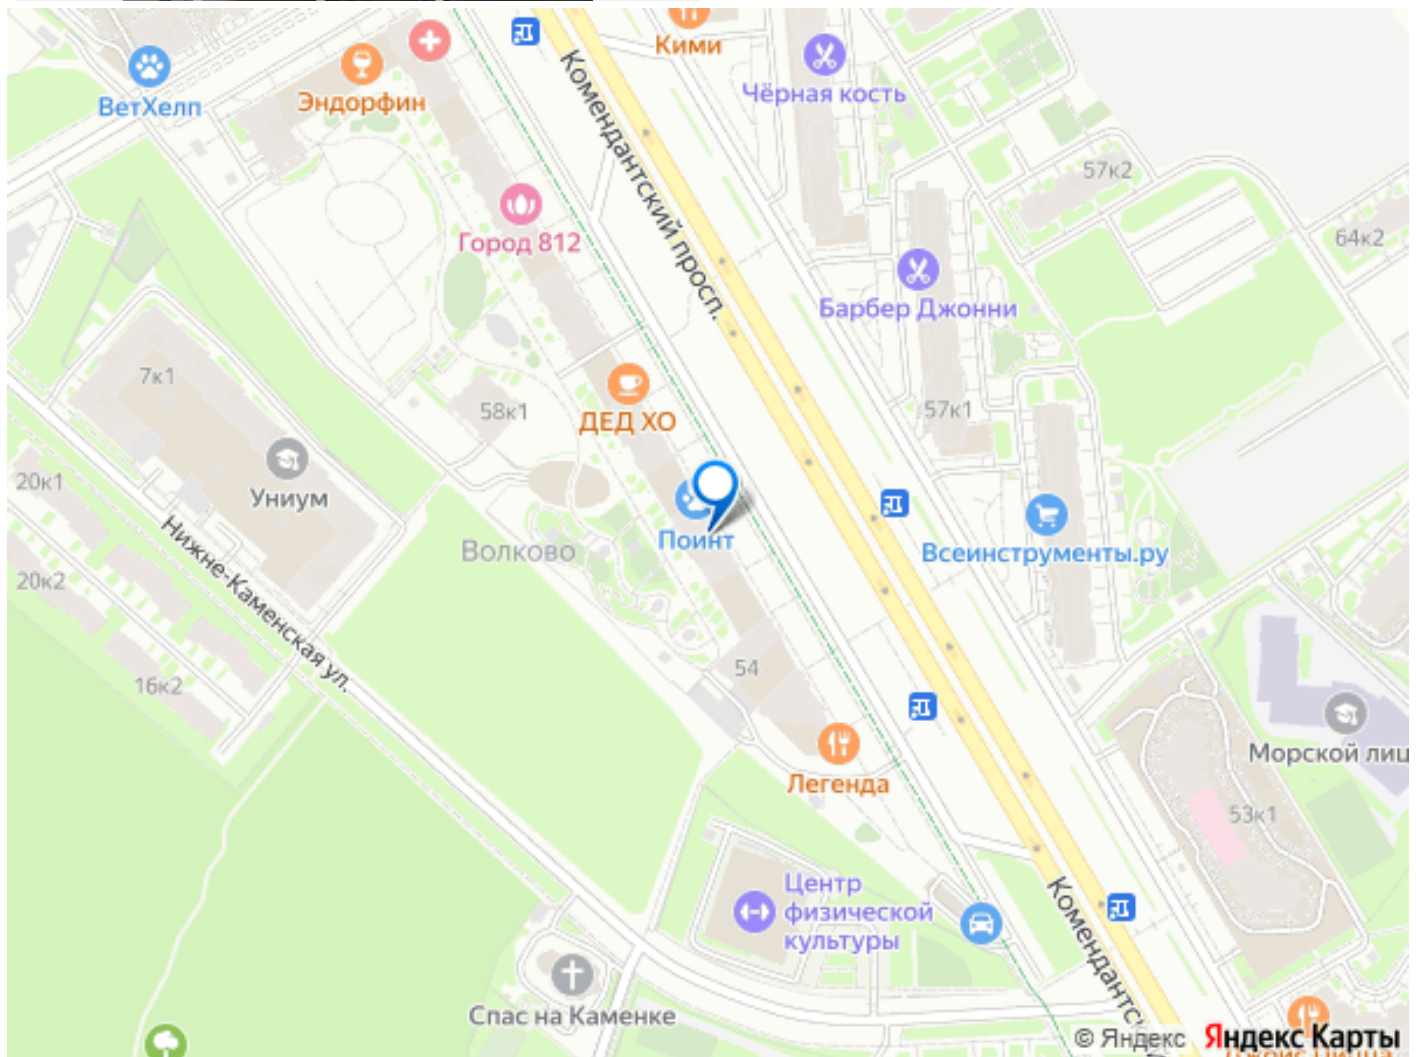 Кими
ВетХелп
Эндорфин
Чёрная кость
Комендантский просп.
57к2
Город 812
64к2
Барбер Джонни
7к1
58к1
ДЕД ХО
57к1
20к1
Униум
Поинт
Волково
Всеинструменты.ру
Нижне-Каменская ул.
20к2
16к2
54
Морской лиц
Легенда
53к1
Центр
физической
культуры
Комендантск
Спас на Каменке
© Яндекс Яндекс Карты